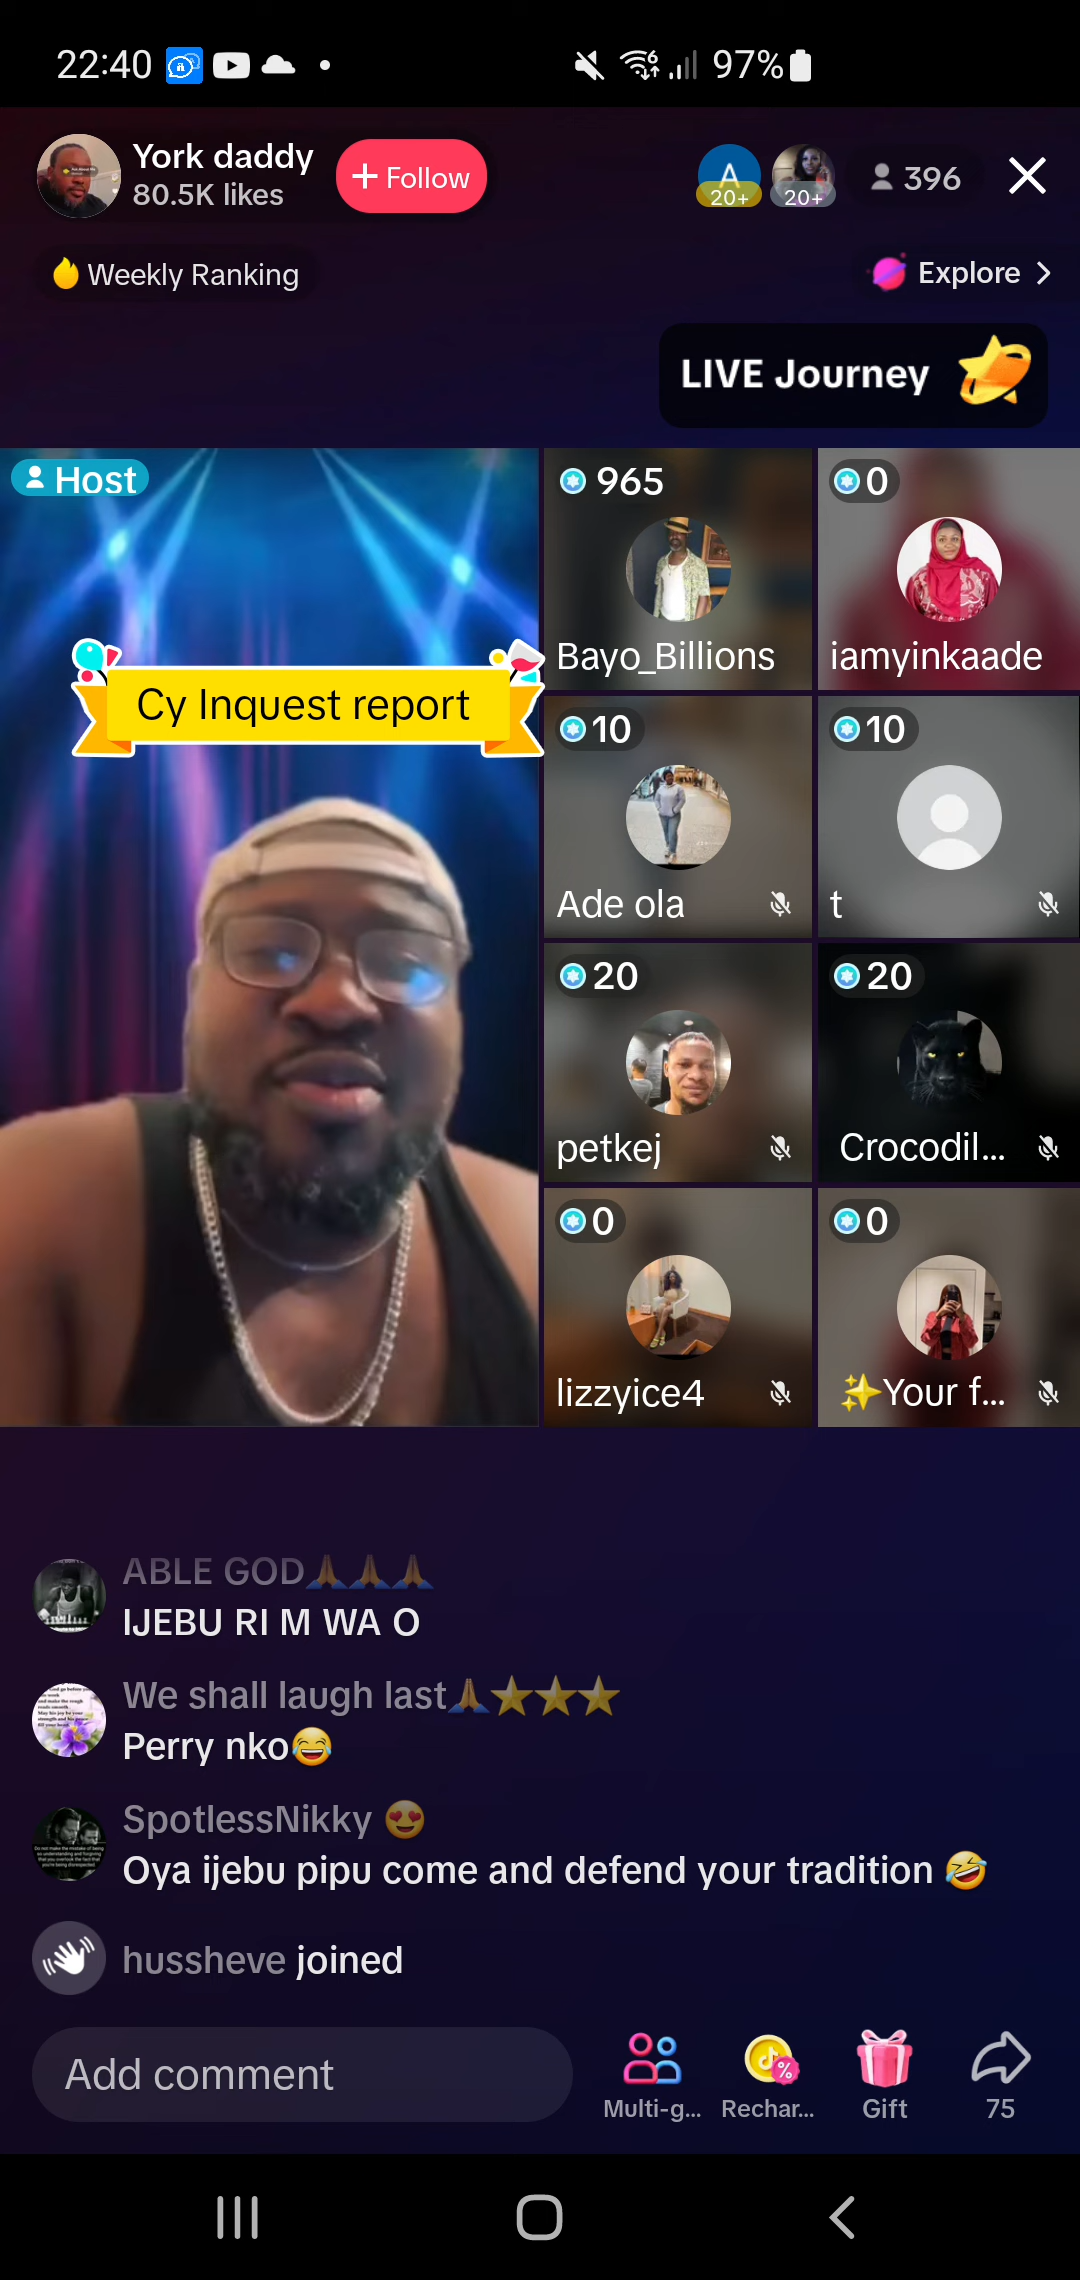 22:40
97%
York daddy
80.5K likes
+ Follow
A
20+
20+
396
Weekly Ranking
Explore
LIVE Journey
Host
Cy Inquest report
965
Bayo_Billions
0
iamyinkaade
10
Ade ola
10
t
20
petkej
20
Crocodil...
0
lizzyice4
0
✨Your f...
ABLE GOD🙏🏾🙏🏾🙏🏾
IJEBU RI M WA O
We shall laugh last🙏🏾⭐⭐⭐
Perry nko😂
SpotlessNikky 😍
Oya ijebu pipu come and defend your tradition 🤣
hussheve joined
Add comment
Multi-g...
Rechar...
Gift
75